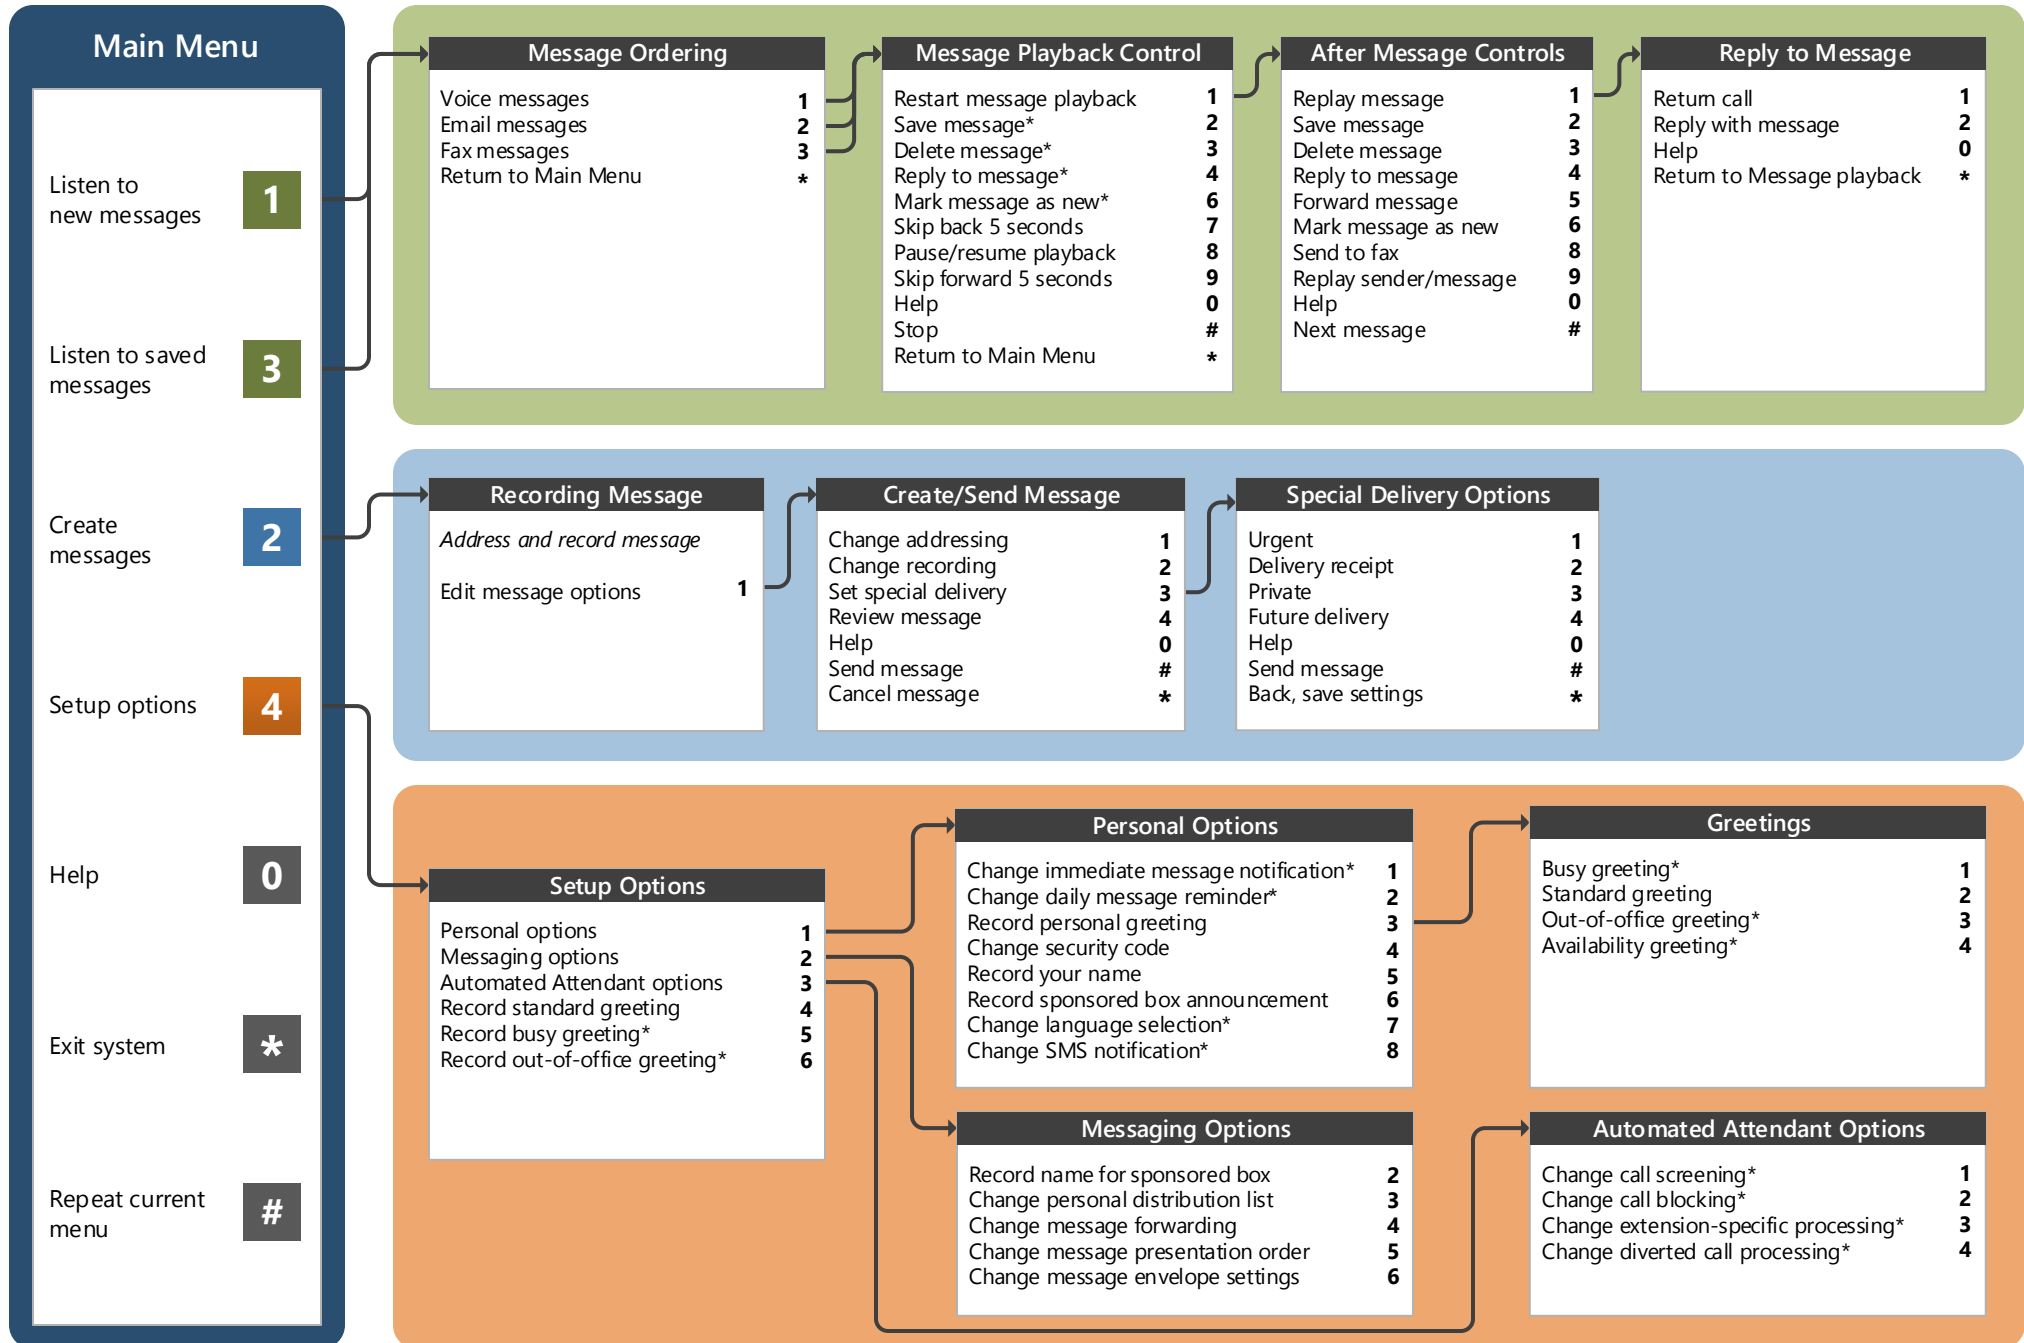 Main Menu
Listen to
new messages
1
Listen to saved
messages
3
Create
messages
2
Setup options
4
Help
0
Exit system
*
Repeat current
menu
#
Message Ordering
Voice messages 1
Email messages 2
Fax messages 3
Return to Main Menu *
Message Playback Control
Restart message playback 1
Save message* 2
Delete message* 3
Reply to message* 4
Mark message as new* 6
Skip back 5 seconds 7
Pause/resume playback 8
Skip forward 5 seconds 9
Help 0
Stop #
Return to Main Menu *
After Message Controls
Replay message 1
Save message 2
Delete message 3
Reply to message 4
Forward message 5
Mark message as new 6
Send to fax 8
Replay sender/message 9
Help 0
Next message #
Reply to Message
Return call 1
Reply with message 2
Help 0
Return to Message playback *
Recording Message
Address and record message
Edit message options 1
Create/Send Message
Change addressing 1
Change recording 2
Set special delivery 3
Review message 4
Help 0
Send message #
Cancel message *
Special Delivery Options
Urgent 1
Delivery receipt 2
Private 3
Future delivery 4
Help 0
Send message #
Back, save settings *
Setup Options
Personal options 1
Messaging options 2
Automated Attendant options 3
Record standard greeting 4
Record busy greeting* 5
Record out-of-office greeting* 6
Personal Options
Change immediate message notification* 1
Change daily message reminder* 2
Record personal greeting 3
Change security code 4
Record your name 5
Record sponsored box announcement 6
Change language selection* 7
Change SMS notification* 8
Greetings
Busy greeting* 1
Standard greeting 2
Out-of-office greeting* 3
Availability greeting* 4
Messaging Options
Record name for sponsored box 2
Change personal distribution list 3
Change message forwarding 4
Change message presentation order 5
Change message envelope settings 6
Automated Attendant Options
Change call screening* 1
Change call blocking* 2
Change extension-specific processing* 3
Change diverted call processing* 4